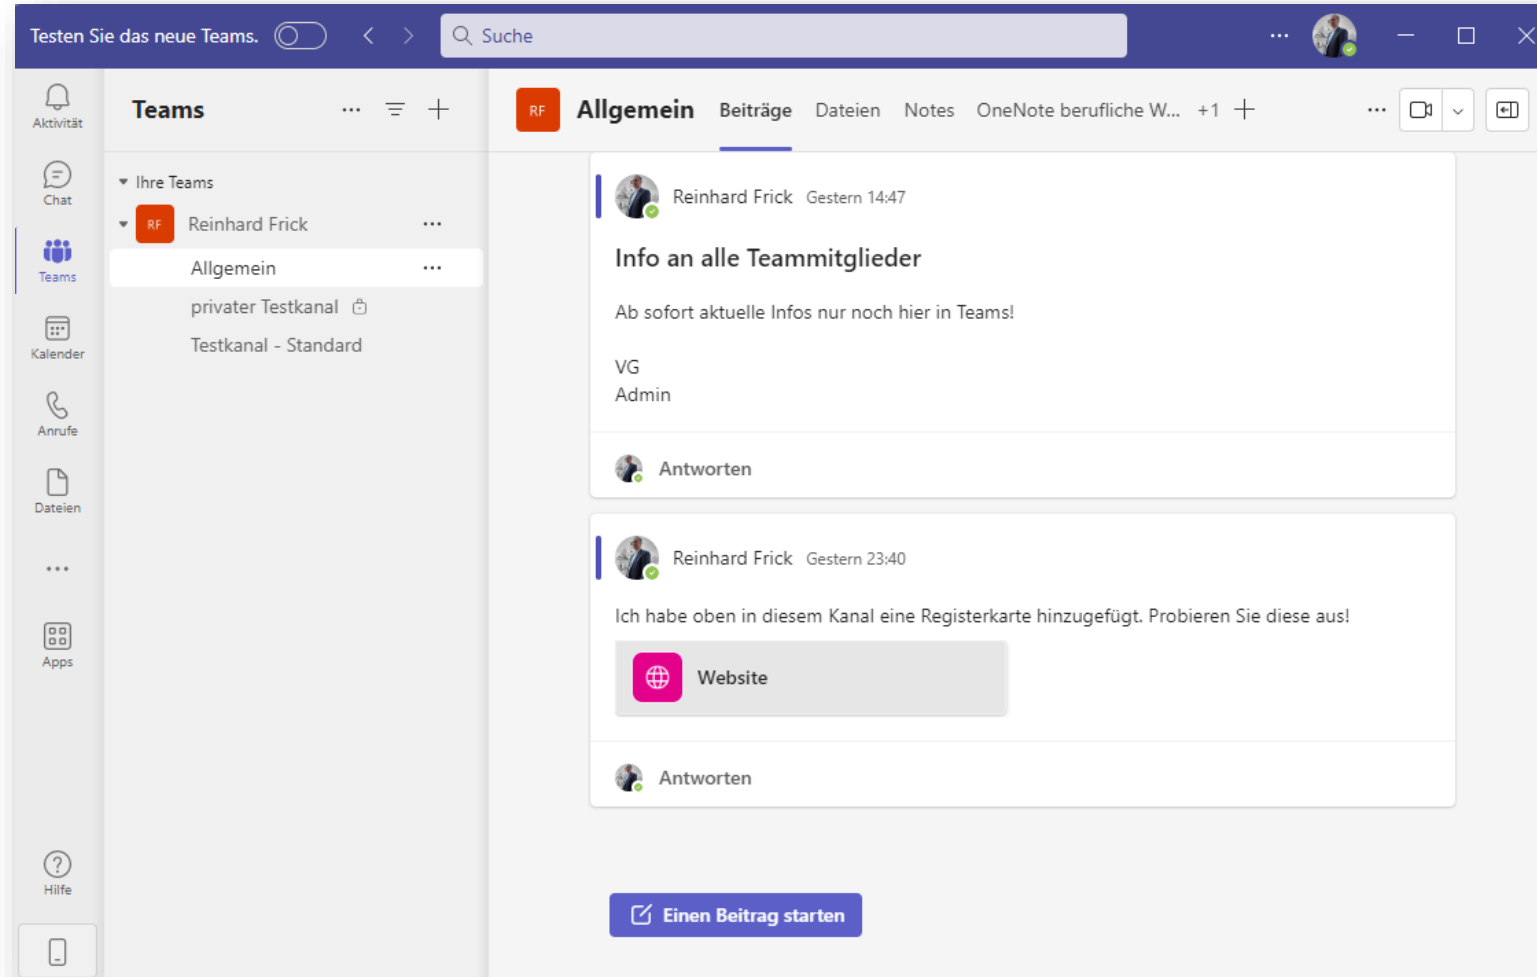 Testen Sie das neue Teams.
Suche
Aktivität
Chat
Teams
Kalender
Anrufe
Dateien
Apps
Hilfe
Teams
Ihre Teams
RF Reinhard Frick
Allgemein
privater Testkanal
Testkanal - Standard
RF Allgemein Beiträge Dateien Notes OneNote berufliche W... +1
Reinhard Frick Gestern 14:47
Info an alle Teammitglieder
Ab sofort aktuelle Infos nur noch hier in Teams!
VG
Admin
Antworten
Reinhard Frick Gestern 23:40
Ich habe oben in diesem Kanal eine Registerkarte hinzugefügt. Probieren Sie diese aus!
Website
Antworten
Einen Beitrag starten